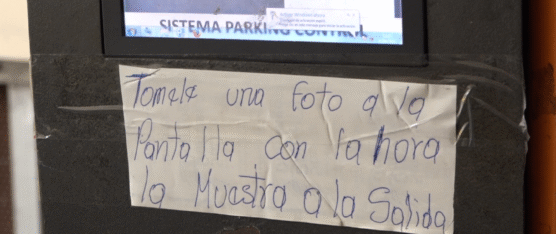 SISTEMA PARKING CONTROL
Tomele una foto a la
Pantalla con la hora
la Muestra a la Salida